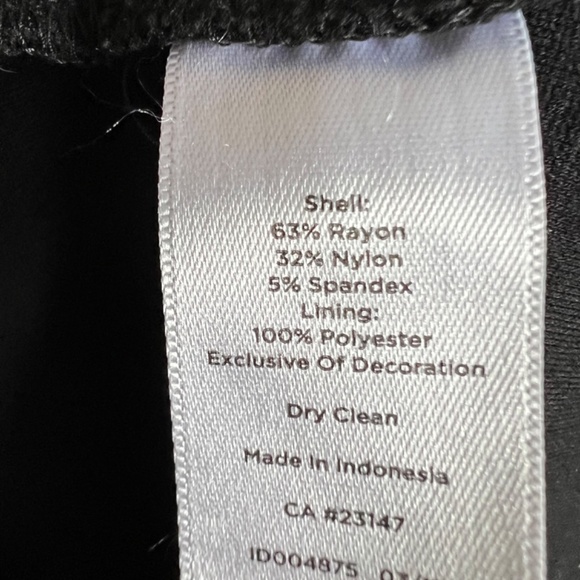 Shell:
63% Rayon
32% Nylon
5% Spandex
Lining:
100% Polyester
Exclusive Of Decoration
Dry Clean
Made In Indonesia
CA #23147
ID004875